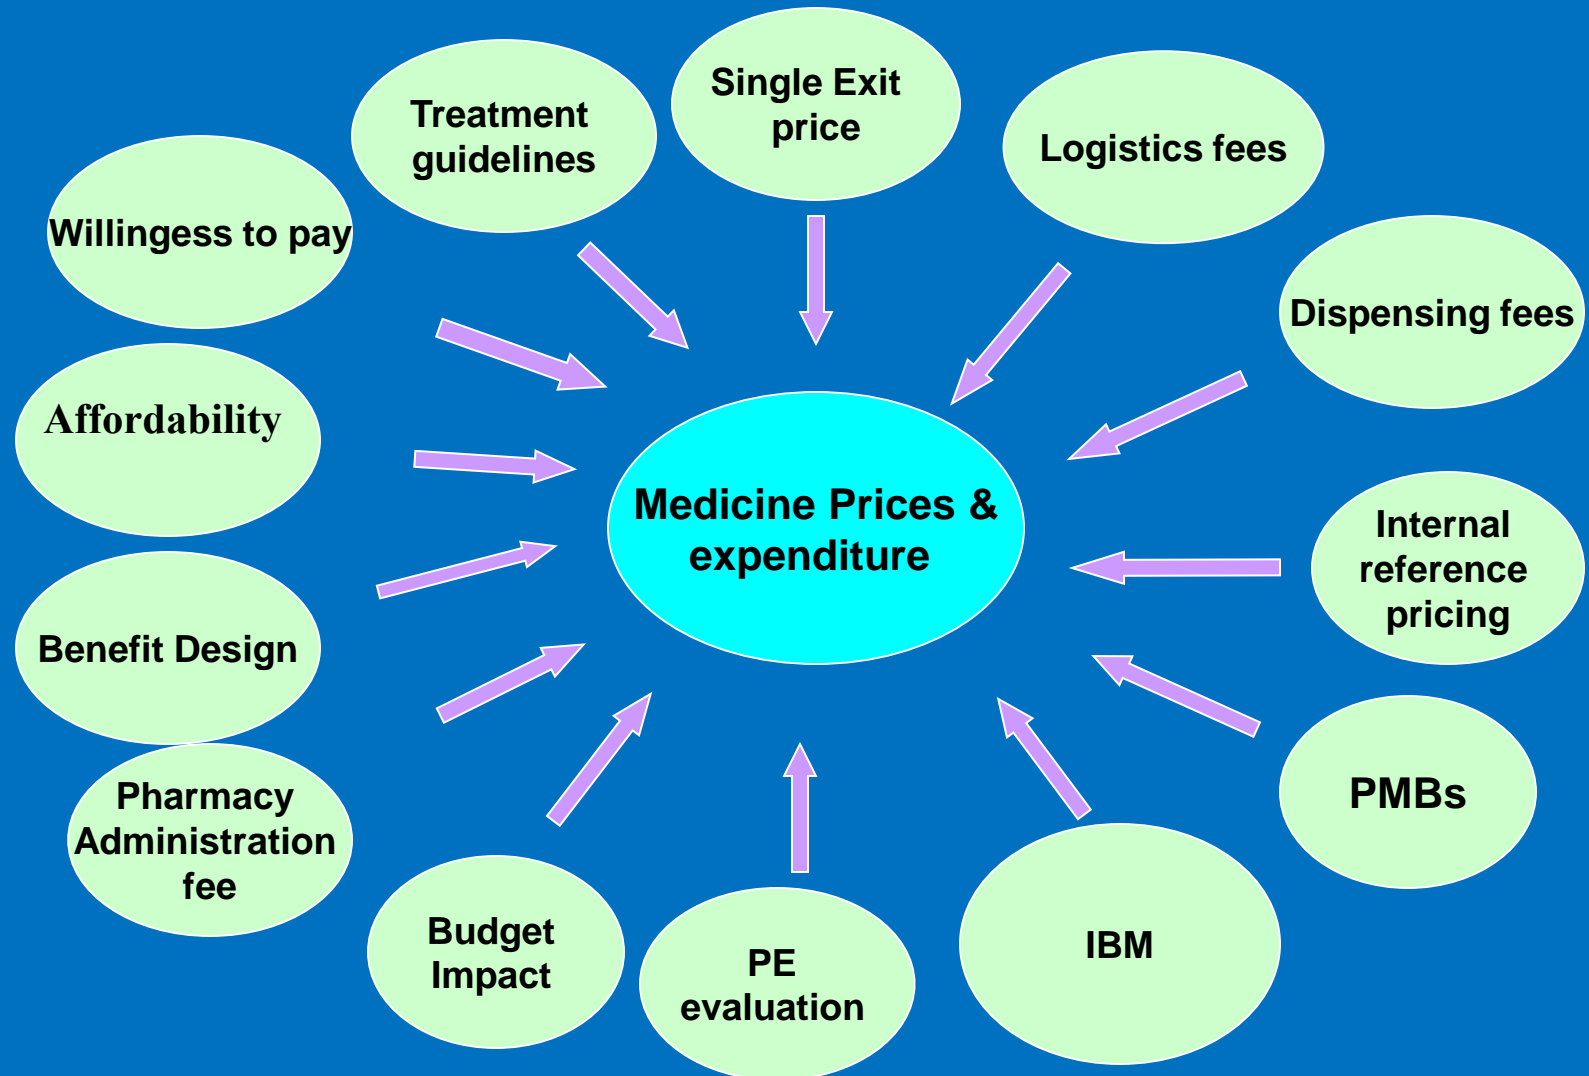 Single Exit
price
Treatment
guidelines
Logistics fees
Willingess to pay
Dispensing fees
Affordability
Medicine Prices &
expenditure
Internal
reference
pricing
Benefit Design
PMBs
Pharmacy
Administration
fee
Budget
Impact
PE
evaluation
IBM